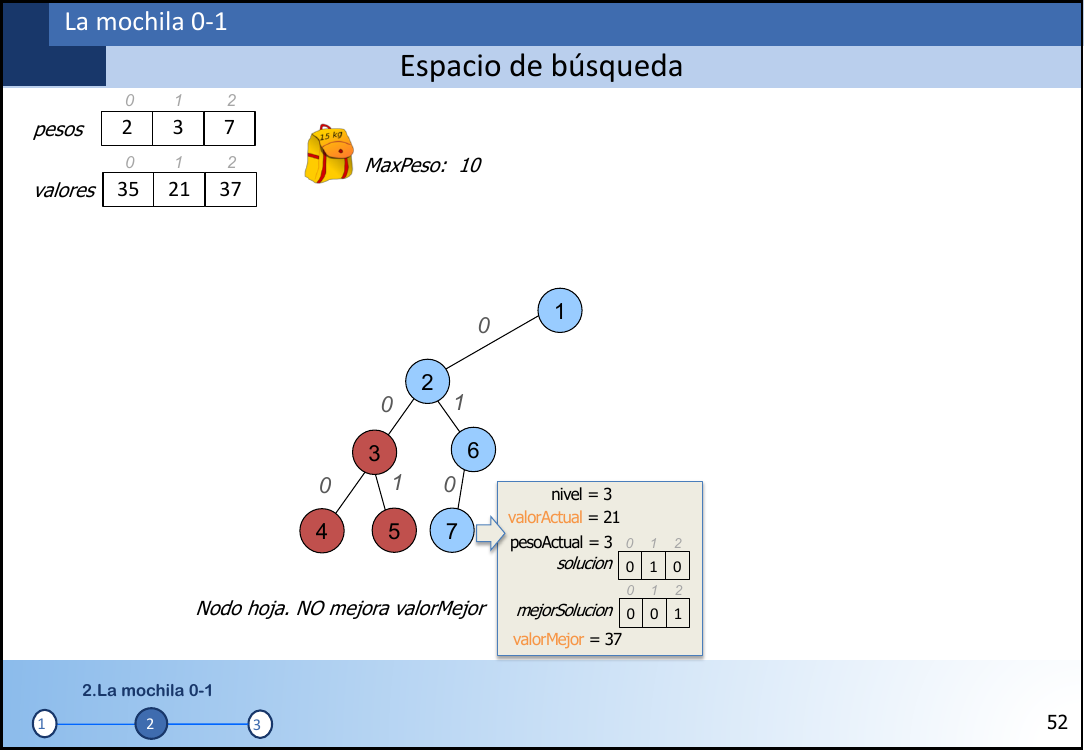 La mochila 0-1
Espacio de búsqueda
0 1 2
pesos 2 3 7
0 1 2
valores 35 21 37
15 kg
MaxPeso: 10
1
0
2
0 1
3 6
0 1 0
4 5 7
nivel = 3
valorActual = 21
pesoActual = 3
0 1 2
solucion 0 1 0
0 1 2
mejorSolucion 0 0 1
valorMejor = 37
Nodo hoja. NO mejora valorMejor
2.La mochila 0-1
1 2 3
52